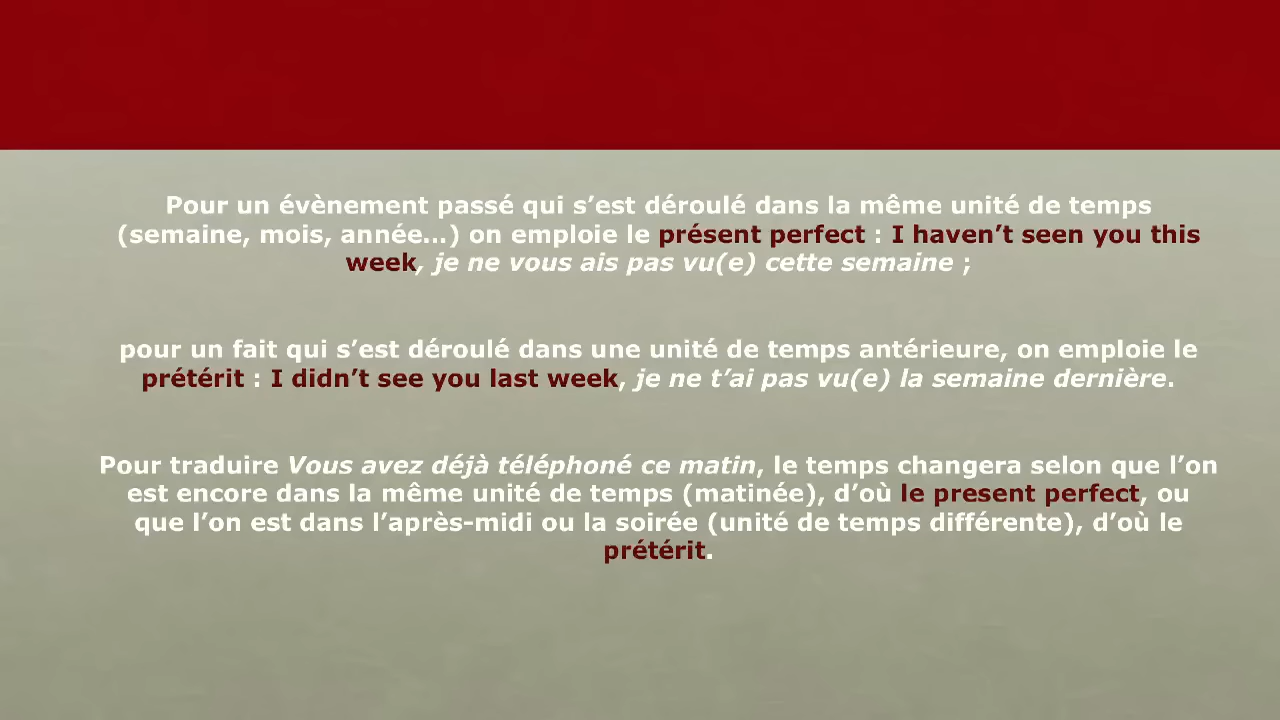 Pour un évènement passé qui s’est déroulé dans la même unité de temps
(semaine, mois, année…) on emploie le présent perfect : I haven’t seen you this
week, je ne vous ais pas vu(e) cette semaine ;
pour un fait qui s’est déroulé dans une unité de temps antérieure, on emploie le
prétérit : I didn’t see you last week, je ne t’ai pas vu(e) la semaine dernière.
Pour traduire Vous avez déjà téléphoné ce matin, le temps changera selon que l’on
est encore dans la même unité de temps (matinée), d’où le present perfect, ou
que l’on est dans l’après-midi ou la soirée (unité de temps différente), d’où le
prétérit.